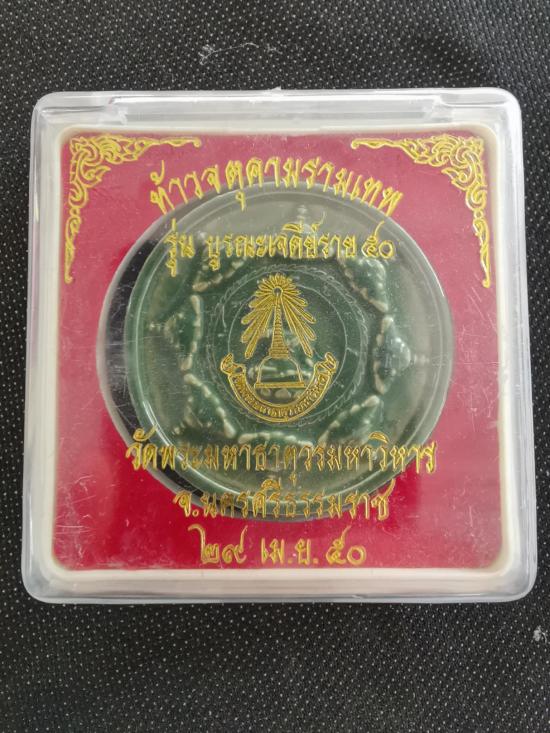 ท้าวจตุคามรามเทพ
รุ่น บูรณะเจดีย์ราย ๕๐
วัดพระมหาธาตุวรมหาวิหาร
จ.นครศรีธรรมราช
๒๙ เม.ย. ๕๐